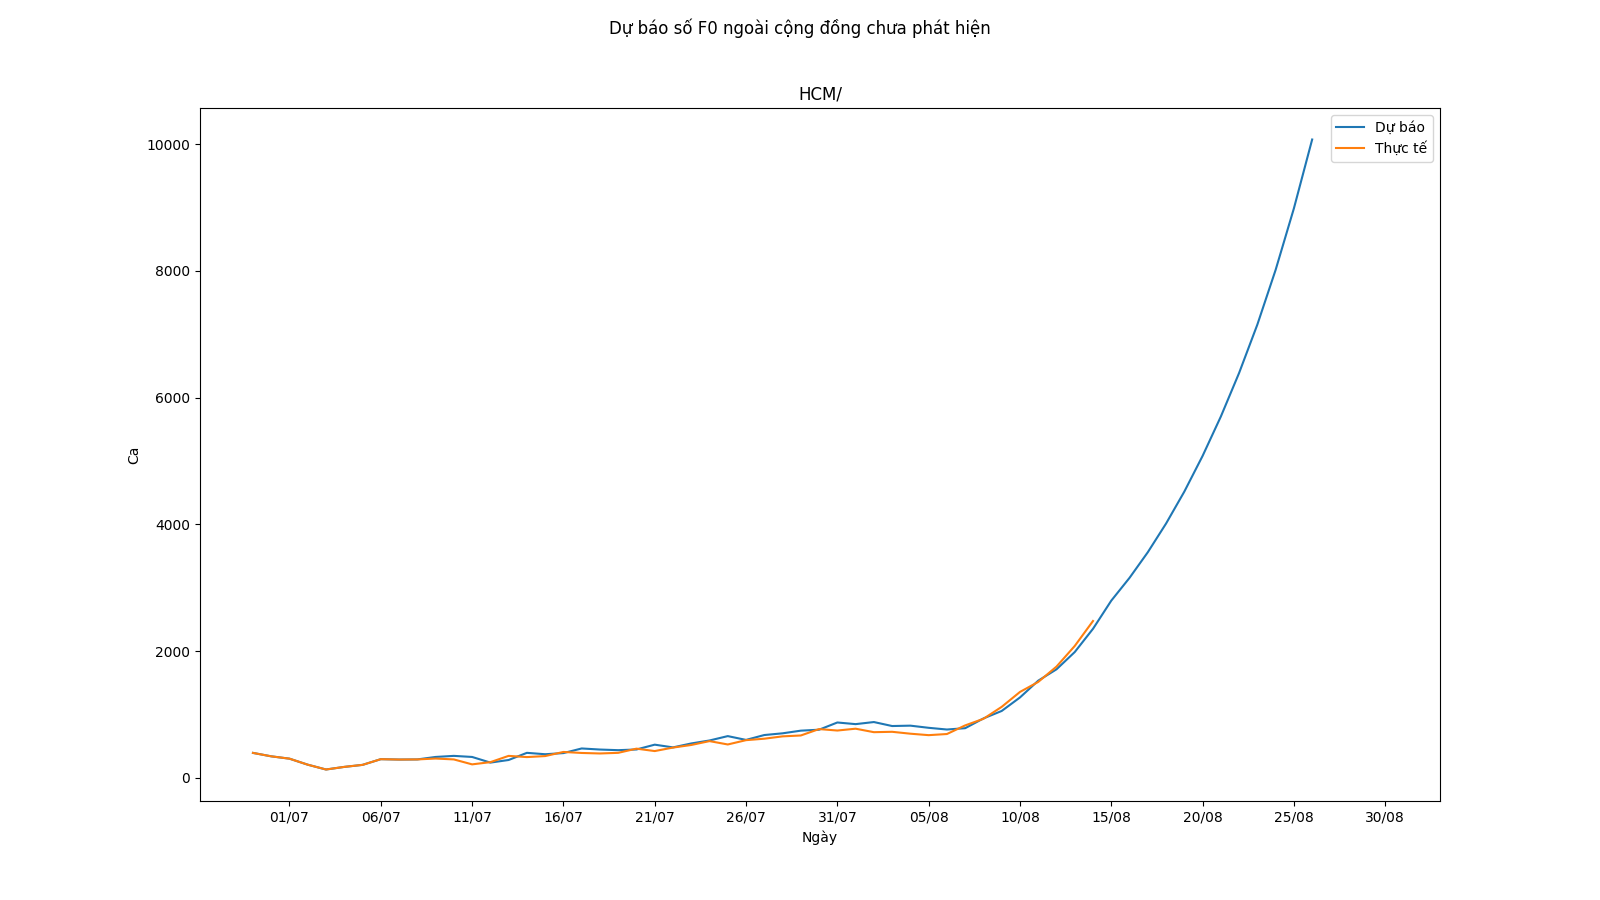 Dự báo số F0 ngoài cộng đồng chưa phát hiện
HCM/
Dự báo
Thực tế
10000
8000
6000
4000
2000
0
Ca
01/07 06/07 11/07 16/07 21/07 26/07 31/07 05/08 10/08 15/08 20/08 25/08 30/08
Ngày